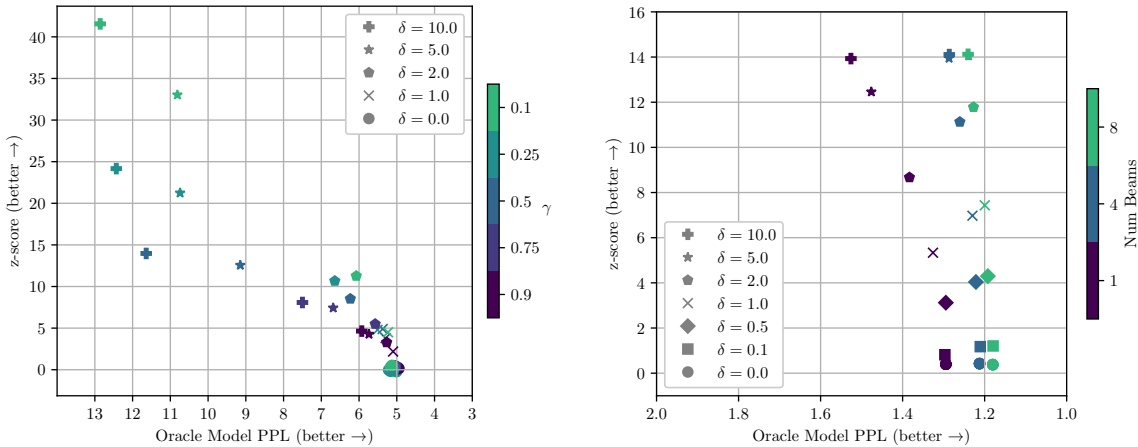 z-score (better →)
40
35
30
25
20
15
10
5
0
13
12
11
10
9
8
7
6
5
4
3
Oracle Model PPL (better →)
δ = 10.0
δ = 5.0
δ = 2.0
δ = 1.0
δ = 0.0
0.1
0.25
0.5
0.75
0.9
γ
z-score (better →)
16
14
12
10
8
6
4
2
0
2.0
1.8
1.6
1.4
1.2
1.0
Oracle Model PPL (better →)
δ = 10.0
δ = 5.0
δ = 2.0
δ = 1.0
δ = 0.5
δ = 0.1
δ = 0.0
8
4
1
Num Beams